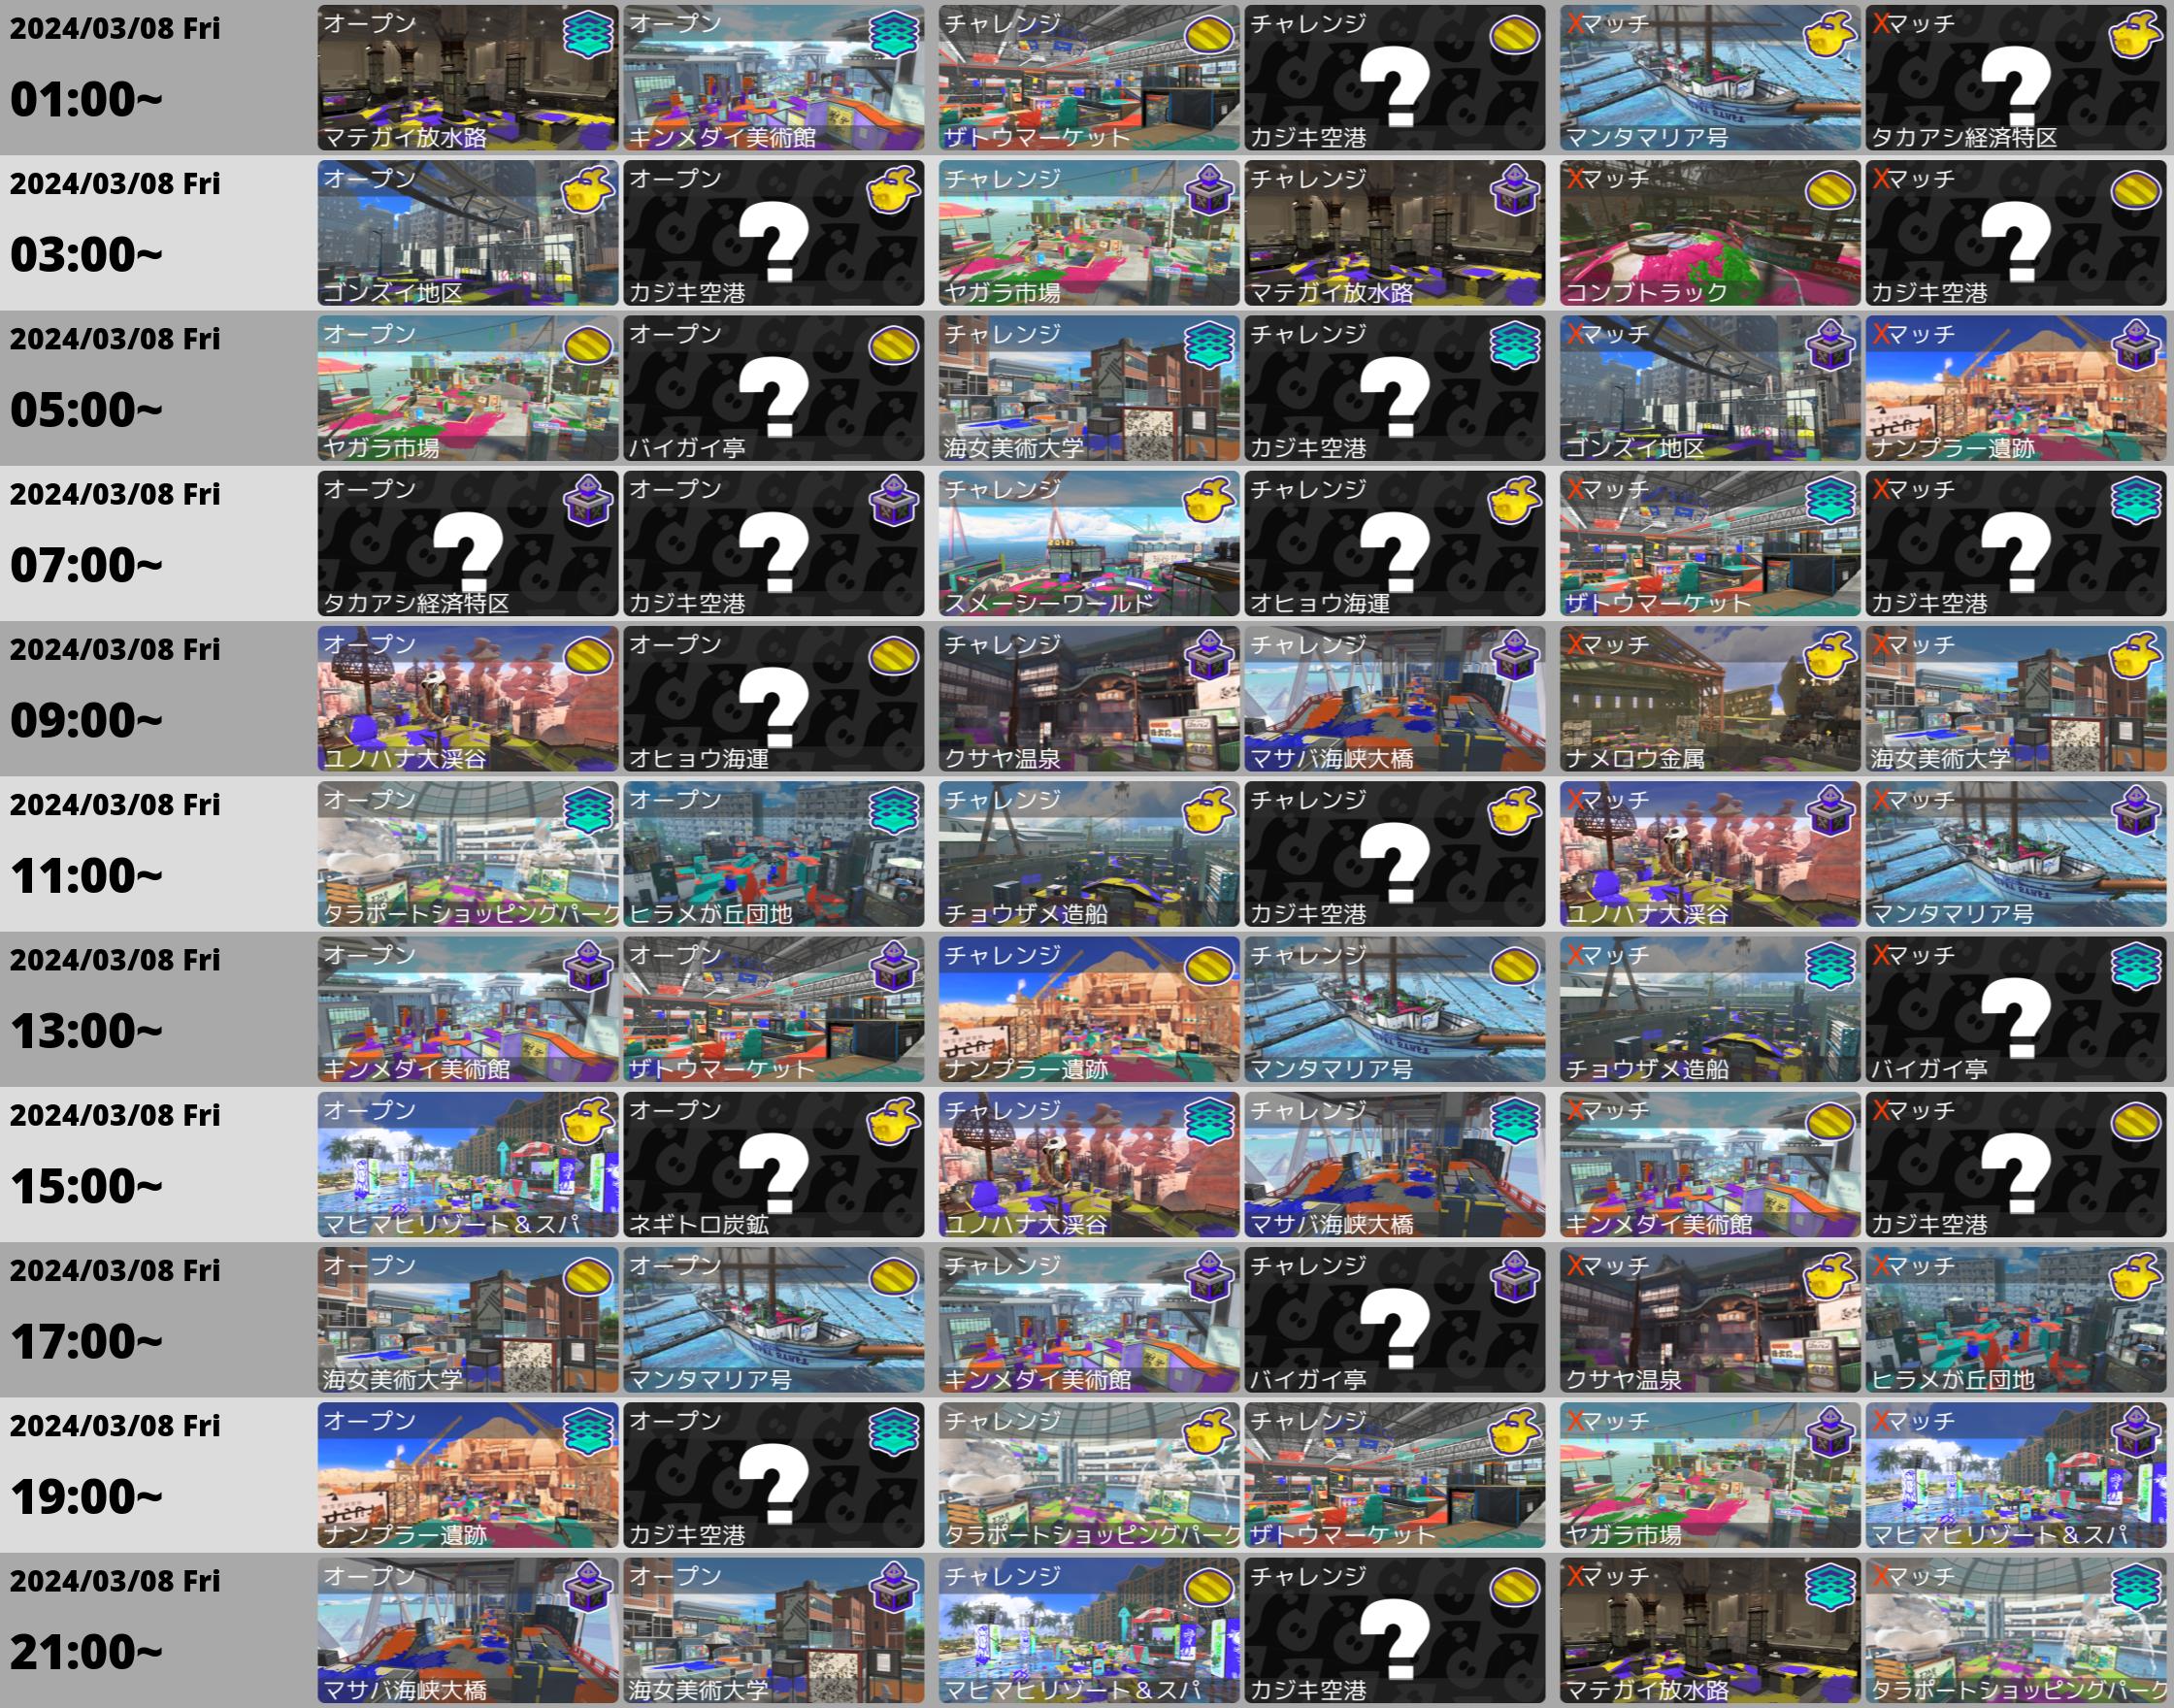 2024/03/08 Fri
01:00~
オープン
マテガイ放水路
オープン
キンメダイ美術館
チャレンジ
ザトウマーケット
チャレンジ
?
カジキ空港
Xマッチ
マンタマリア号
Xマッチ
?
タカアシ経済特区
2024/03/08 Fri
03:00~
オープン
ゴンズイ地区
オープン
?
カジキ空港
チャレンジ
ヤガラ市場
チャレンジ
マテガイ放水路
Xマッチ
コンブトラック
Xマッチ
?
カジキ空港
2024/03/08 Fri
05:00~
オープン
ヤガラ市場
オープン
?
バイガイ亭
チャレンジ
海女美術大学
チャレンジ
?
カジキ空港
Xマッチ
ゴンズイ地区
Xマッチ
ナンプラー遺跡
2024/03/08 Fri
07:00~
オープン
?
タカアシ経済特区
オープン
?
カジキ空港
チャレンジ
スメーシーワールド
チャレンジ
?
オヒョウ海運
Xマッチ
ザトウマーケット
Xマッチ
?
カジキ空港
2024/03/08 Fri
09:00~
オープン
ユノハナ大渓谷
オープン
?
オヒョウ海運
チャレンジ
クサヤ温泉
チャレンジ
マサバ海峡大橋
Xマッチ
ナメロウ金属
Xマッチ
海女美術大学
2024/03/08 Fri
11:00~
オープン
タラポートショッピングパーク
オープン
ヒラメが丘団地
チャレンジ
チョウザメ造船
チャレンジ
?
カジキ空港
Xマッチ
ユノハナ大渓谷
Xマッチ
マンタマリア号
2024/03/08 Fri
13:00~
オープン
キンメダイ美術館
オープン
ザトウマーケット
チャレンジ
ナンプラー遺跡
チャレンジ
マンタマリア号
Xマッチ
チョウザメ造船
Xマッチ
?
バイガイ亭
2024/03/08 Fri
15:00~
オープン
マヒマヒリゾート＆スパ
オープン
?
ネギトロ炭鉱
チャレンジ
ユノハナ大渓谷
チャレンジ
マサバ海峡大橋
Xマッチ
キンメダイ美術館
Xマッチ
?
カジキ空港
2024/03/08 Fri
17:00~
オープン
海女美術大学
オープン
マンタマリア号
チャレンジ
キンメダイ美術館
チャレンジ
?
バイガイ亭
Xマッチ
クサヤ温泉
Xマッチ
ヒラメが丘団地
2024/03/08 Fri
19:00~
オープン
ナンプラー遺跡
オープン
?
カジキ空港
チャレンジ
タラポートショッピングパーク
チャレンジ
ザトウマーケット
Xマッチ
ヤガラ市場
Xマッチ
マヒマヒリゾート＆スパ
2024/03/08 Fri
21:00~
オープン
マサバ海峡大橋
オープン
海女美術大学
チャレンジ
マヒマヒリゾート＆スパ
チャレンジ
?
カジキ空港
Xマッチ
マテガイ放水路
Xマッチ
タラポートショッピングパーク